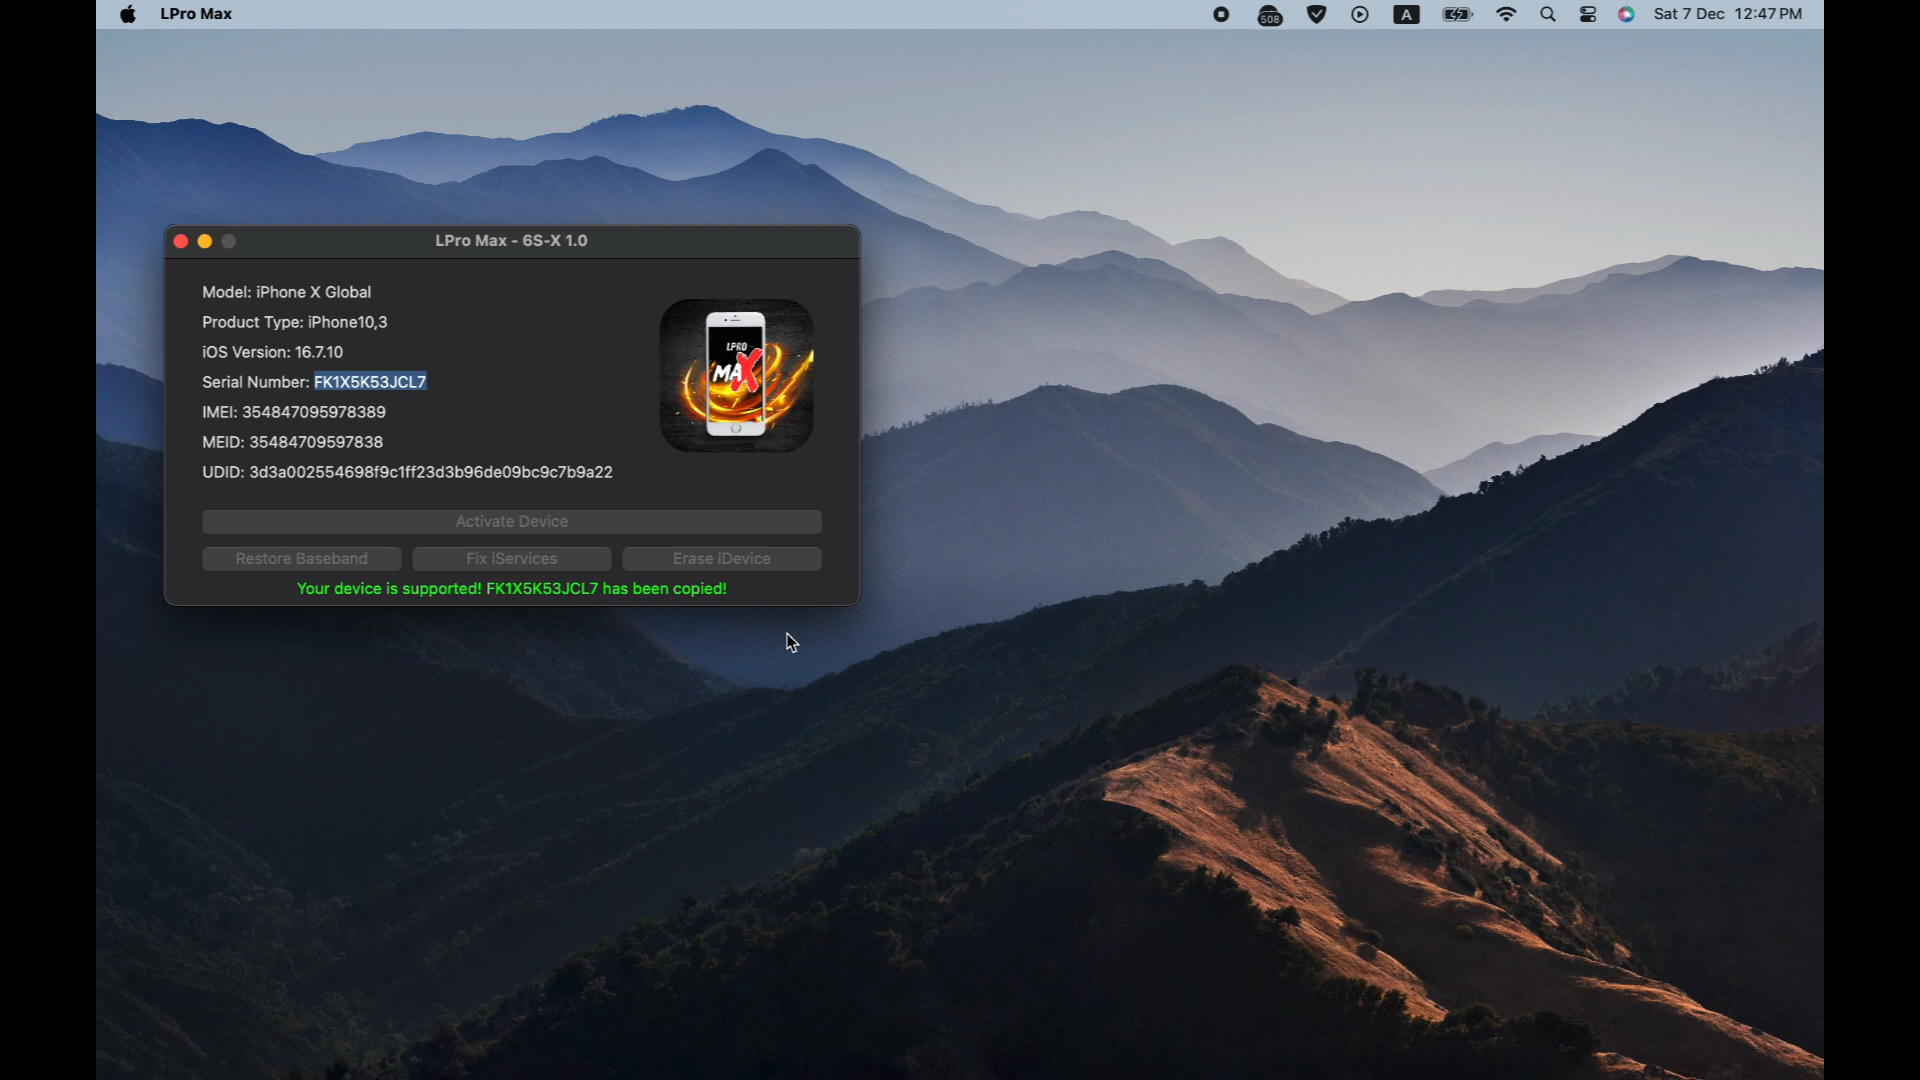 LPro Max
508
A
Sat 7 Dec 12:47 PM
LPro Max - 6S-X 1.0
Model: iPhone X Global
Product Type: iPhone10,3
iOS Version: 16.7.10
Serial Number: FK1X5K53JCL7
IMEI: 354847095978389
MEID: 35484709597838
UDID: 3d3a002554698f9c1ff23d3b96de09bc9c7b9a22
LPRO
MAX
Activate Device
Restore Baseband
Fix iServices
Erase iDevice
Your device is supported! FK1X5K53JCL7 has been copied!